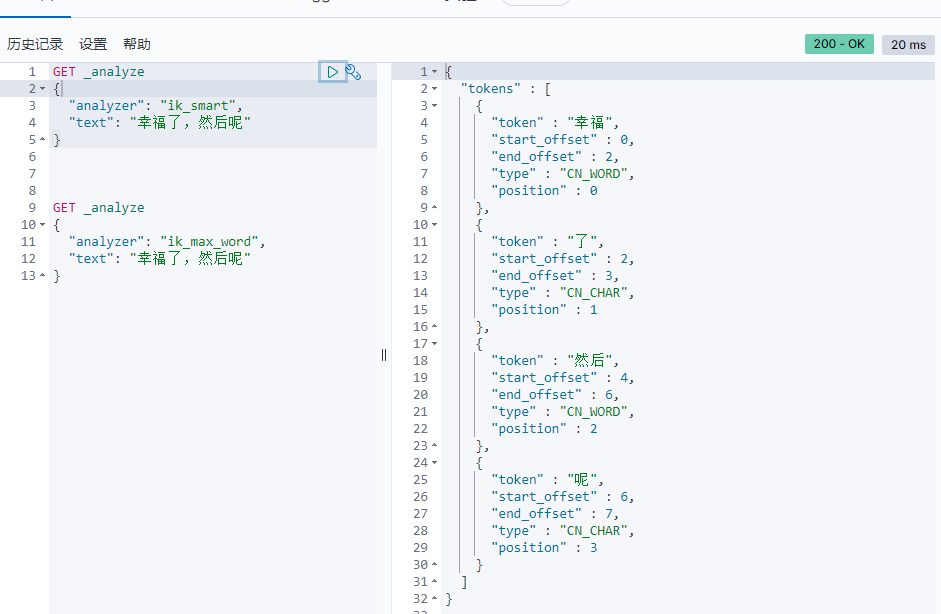 历史记录 设置 帮助
200 - OK
20 ms
1 GET _analyze
2 {
3 "analyzer": "ik_smart",
4 "text": "幸福了，然后呢"
5 }
6
7
8
9 GET _analyze
10 {
11 "analyzer": "ik_max_word",
12 "text": "幸福了，然后呢"
13 }
1 {
2 "tokens" : [
3 {
4 "token" : "幸福",
5 "start_offset" : 0,
6 "end_offset" : 2,
7 "type" : "CN_WORD",
8 "position" : 0
9 },
10 {
11 "token" : "了",
12 "start_offset" : 2,
13 "end_offset" : 3,
14 "type" : "CN_CHAR",
15 "position" : 1
16 },
17 {
18 "token" : "然后",
19 "start_offset" : 4,
20 "end_offset" : 6,
21 "type" : "CN_WORD",
22 "position" : 2
23 },
24 {
25 "token" : "呢",
26 "start_offset" : 6,
27 "end_offset" : 7,
28 "type" : "CN_CHAR",
29 "position" : 3
30 }
31 ]
32 }